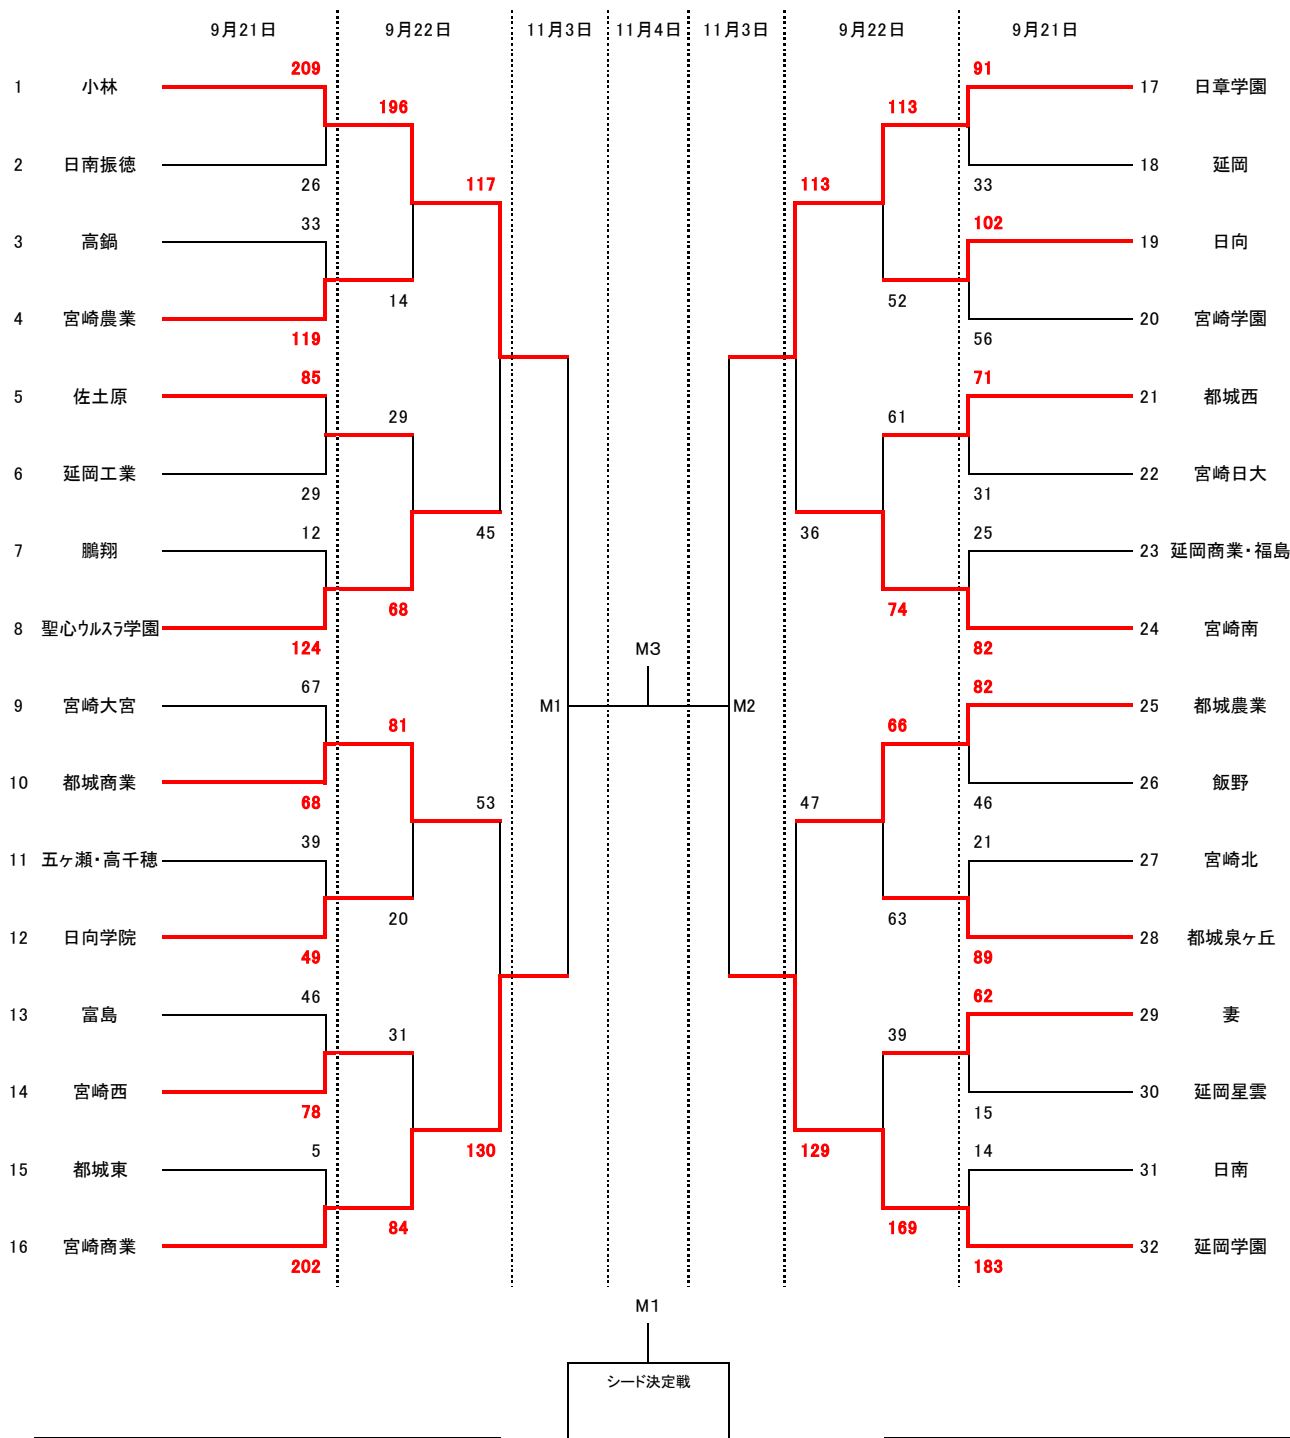 9月21日 9月22日 11月3日 11月4日 11月3日 9月22日 9月21日
209 91
1 小林 17 日章学園
196 113
2 日南振徳 18 延岡
26 117 113 33
33 102
3 高鍋 19 日向
14 52
4 宮崎農業 20 宮崎学園
119 56
85 71
5 佐土原 21 都城西
29 61
6 延岡工業 22 宮崎日大
29 31
12 45 36 25
7 鵬翔 23 延岡商業・福島
68 74
8 聖心ウルスラ学園 24 宮崎南
124 M3 82
67 82
9 宮崎大宮 M1 M2 25 都城農業
81 66
10 都城商業 26 飯野
68 53 47 46
39 21
11 五ヶ瀬・高千穂 27 宮崎北
20 63
12 日向学院 28 都城泉ヶ丘
49 89
46 62
13 富島 29 妻
31 39
14 宮崎西 30 延岡星雲
78 15
5 130 129 14
15 都城東 31 日南
84 169
16 宮崎商業 32 延岡学園
202 183
M1
シード決定戦